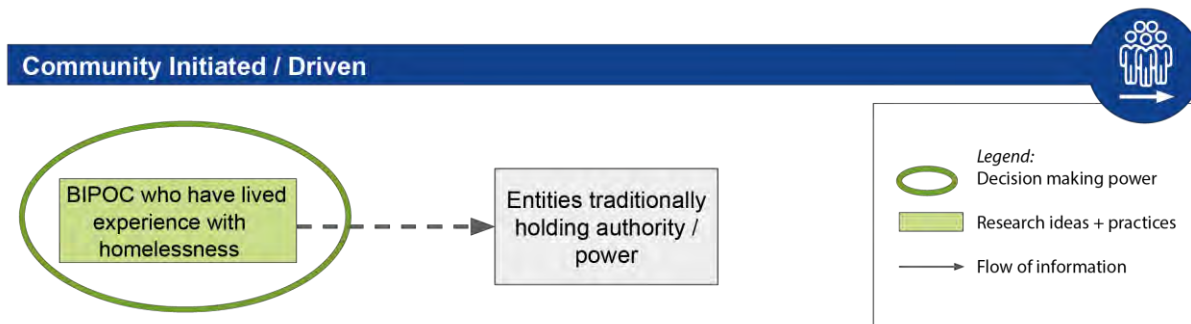 Community Initiated / Driven
BIPOC who have lived
experience with
homelessness
Entities traditionally
holding authority /
power
Legend:
Decision making power
Research ideas + practices
Flow of information